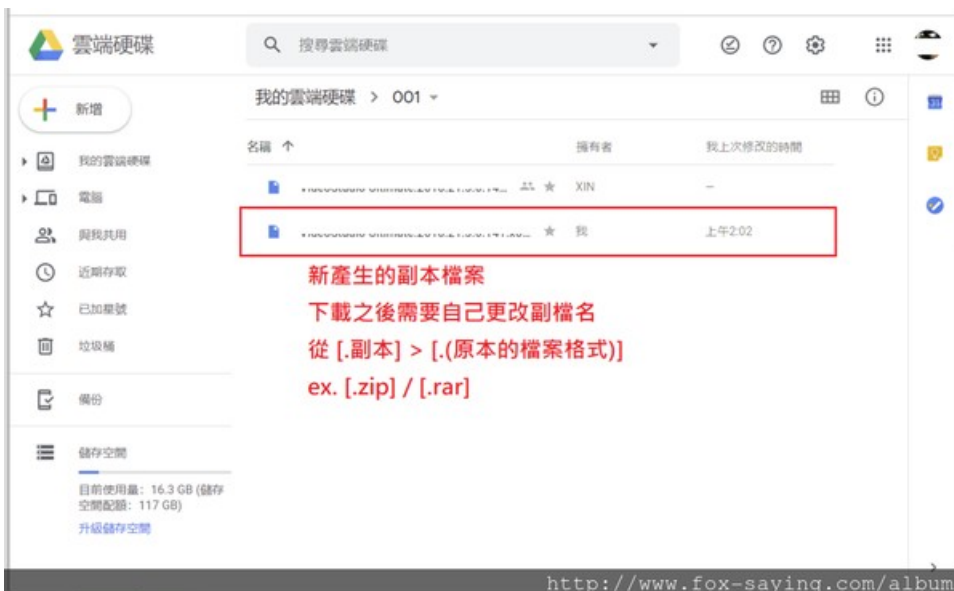 雲端硬碟
搜尋雲端硬碟
新增
我的雲端硬碟 > 001
名稱 ↑
擁有者
我上次修改的時間
我的雲端硬碟
電腦
與我共用
近期存取
已加星號
垃圾桶
備份
儲存空間
目前使用量：16.3 GB (儲存
空間配額：117 GB)
升級儲存空間
XIN
–
我
上午2:02
31
新產生的副本檔案
下載之後需要自己更改副檔名
從 [.副本] > [.(原本的檔案格式)]
ex. [.zip] / [.rar]
http://www.fox-saying.com/album